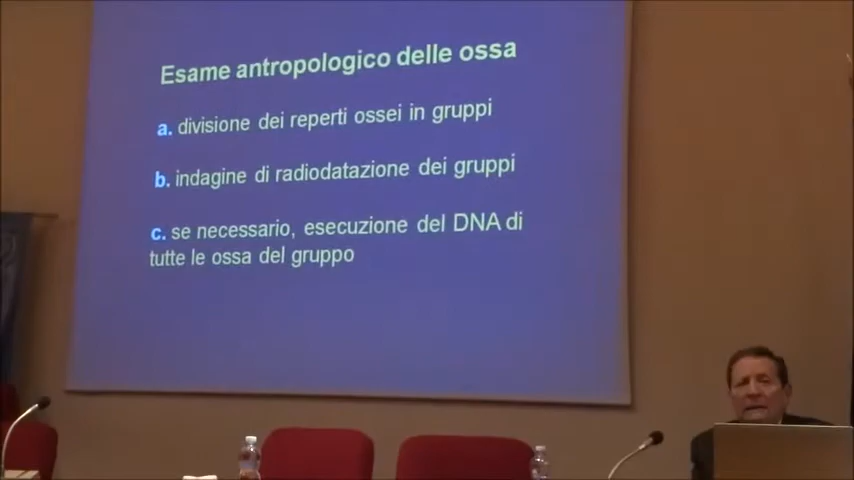 Esame antropologico delle ossa
a. divisione dei reperti ossei in gruppi
b. indagine di radiodatazione dei gruppi
c. se necessario, esecuzione del DNA di
tutte le ossa del gruppo